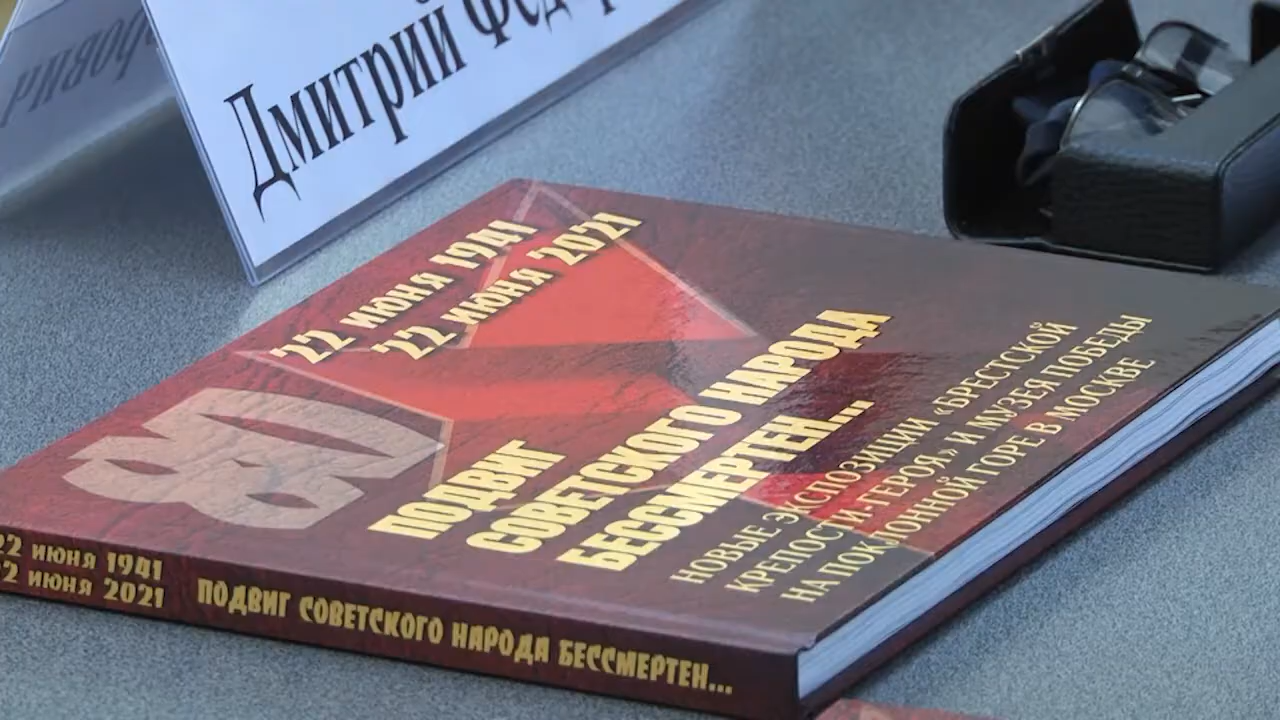 Дмитрий
22 июня 1941
22 июня 2021
80
ПОДВИГ
СОВЕТСКОГО НАРОДА
БЕССМЕРТЕН...
НОВЫЕ ЭКСПОЗИЦИИ «БРЕСТСКОЙ
КРЕПОСТИ-ГЕРОЯ» И МУЗЕЯ ПОБЕДЫ
НА ПОКЛОННОЙ ГОРЕ В МОСКВЕ
22 июня 1941
22 июня 2021
ПОДВИГ СОВЕТСКОГО НАРОДА БЕССМЕРТЕН...